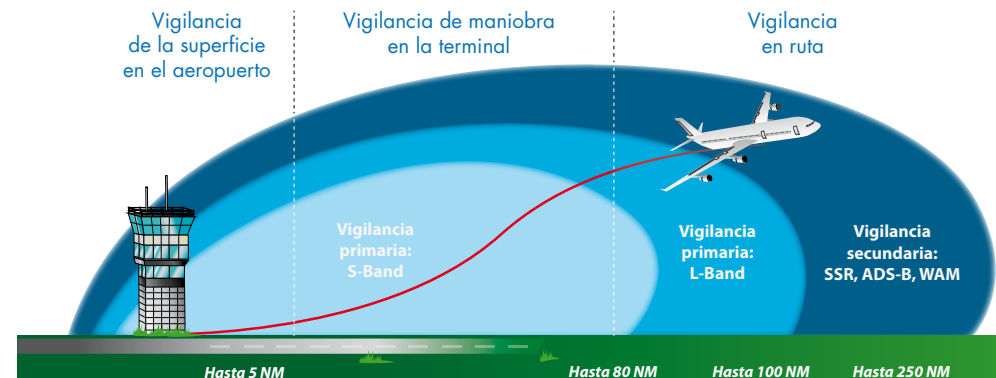 Vigilancia
de la superficie
en el aeropuerto
Vigilancia de maniobra
en la terminal
Vigilancia
en ruta
Vigilancia
primaria:
S-Band
Vigilancia
primaria:
L-Band
Vigilancia
secundaria:
SSR, ADS-B, WAM
Hasta 5 NM
Hasta 80 NM
Hasta 100 NM
Hasta 250 NM